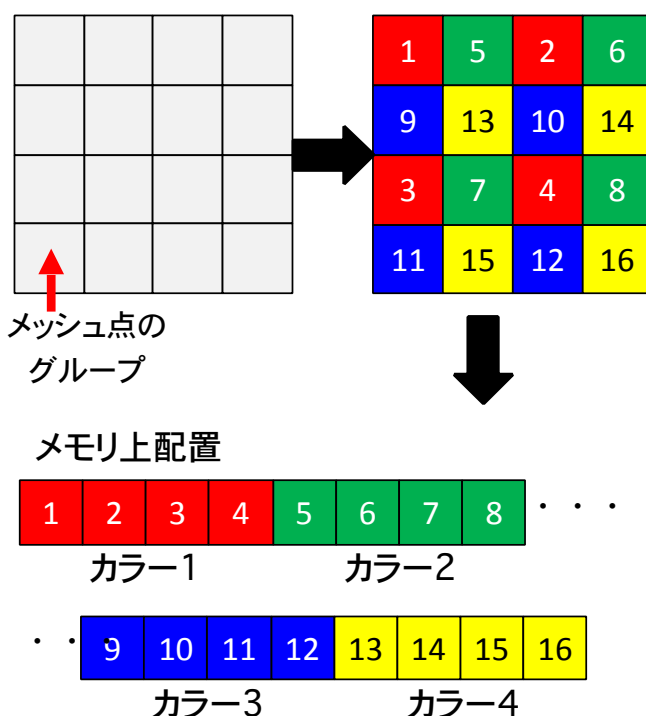 1 5 2 6
9 13 10 14
3 7 4 8
11 15 12 16
メッシュ点の
グループ
メモリ上配置
1 2 3 4 5 6 7 8 ・・・
カラー1 カラー2
・・・ 9 10 11 12 13 14 15 16
カラー3 カラー4